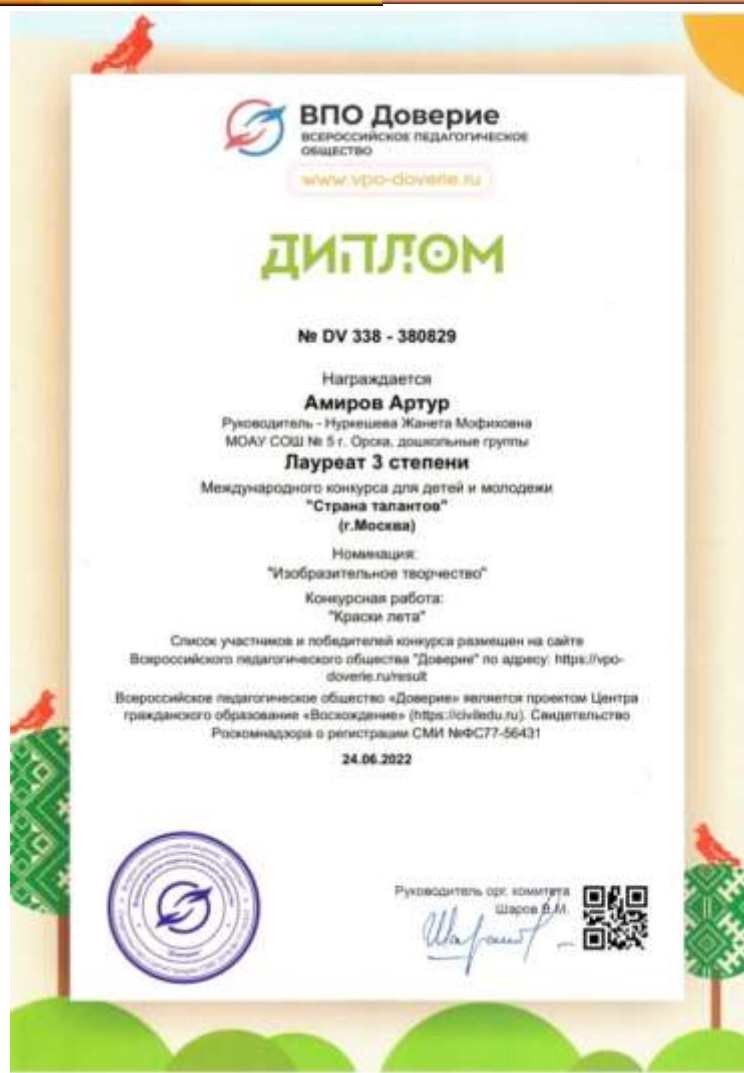 ВПО Доверие
ВСЕРОССИЙСКОЕ ПЕДАГОГИЧЕСКОЕ
ОБЩЕСТВО
www.vpo-doverie.ru
ДИПЛОМ
№ DV 338 - 380829
Награждается
Амиров Артур
Руководитель - Нуркешева Жанета Мофиховна
МОАУ СОШ № 5 г. Орска, дошкольные группы
Лауреат 3 степени
Международного конкурса для детей и молодежи
"Страна талантов"
(г.Москва)
Номинация:
"Изобразительное творчество"
Конкурсная работа:
"Краски лета"
Список участников и победителей конкурса размещен на сайте
Всероссийского педагогического общества "Доверие" по адресу: https://vpo-
doverie.ru/result
Всероссийское педагогическое общество «Доверие» является проектом Центра
гражданского образование «Восхождение» (https://civiledu.ru). Свидетельство
Роскомнадзора о регистрации СМИ №ФС77-56431
24.06.2022
Руководитель орг. комитета
Шаров В.М.